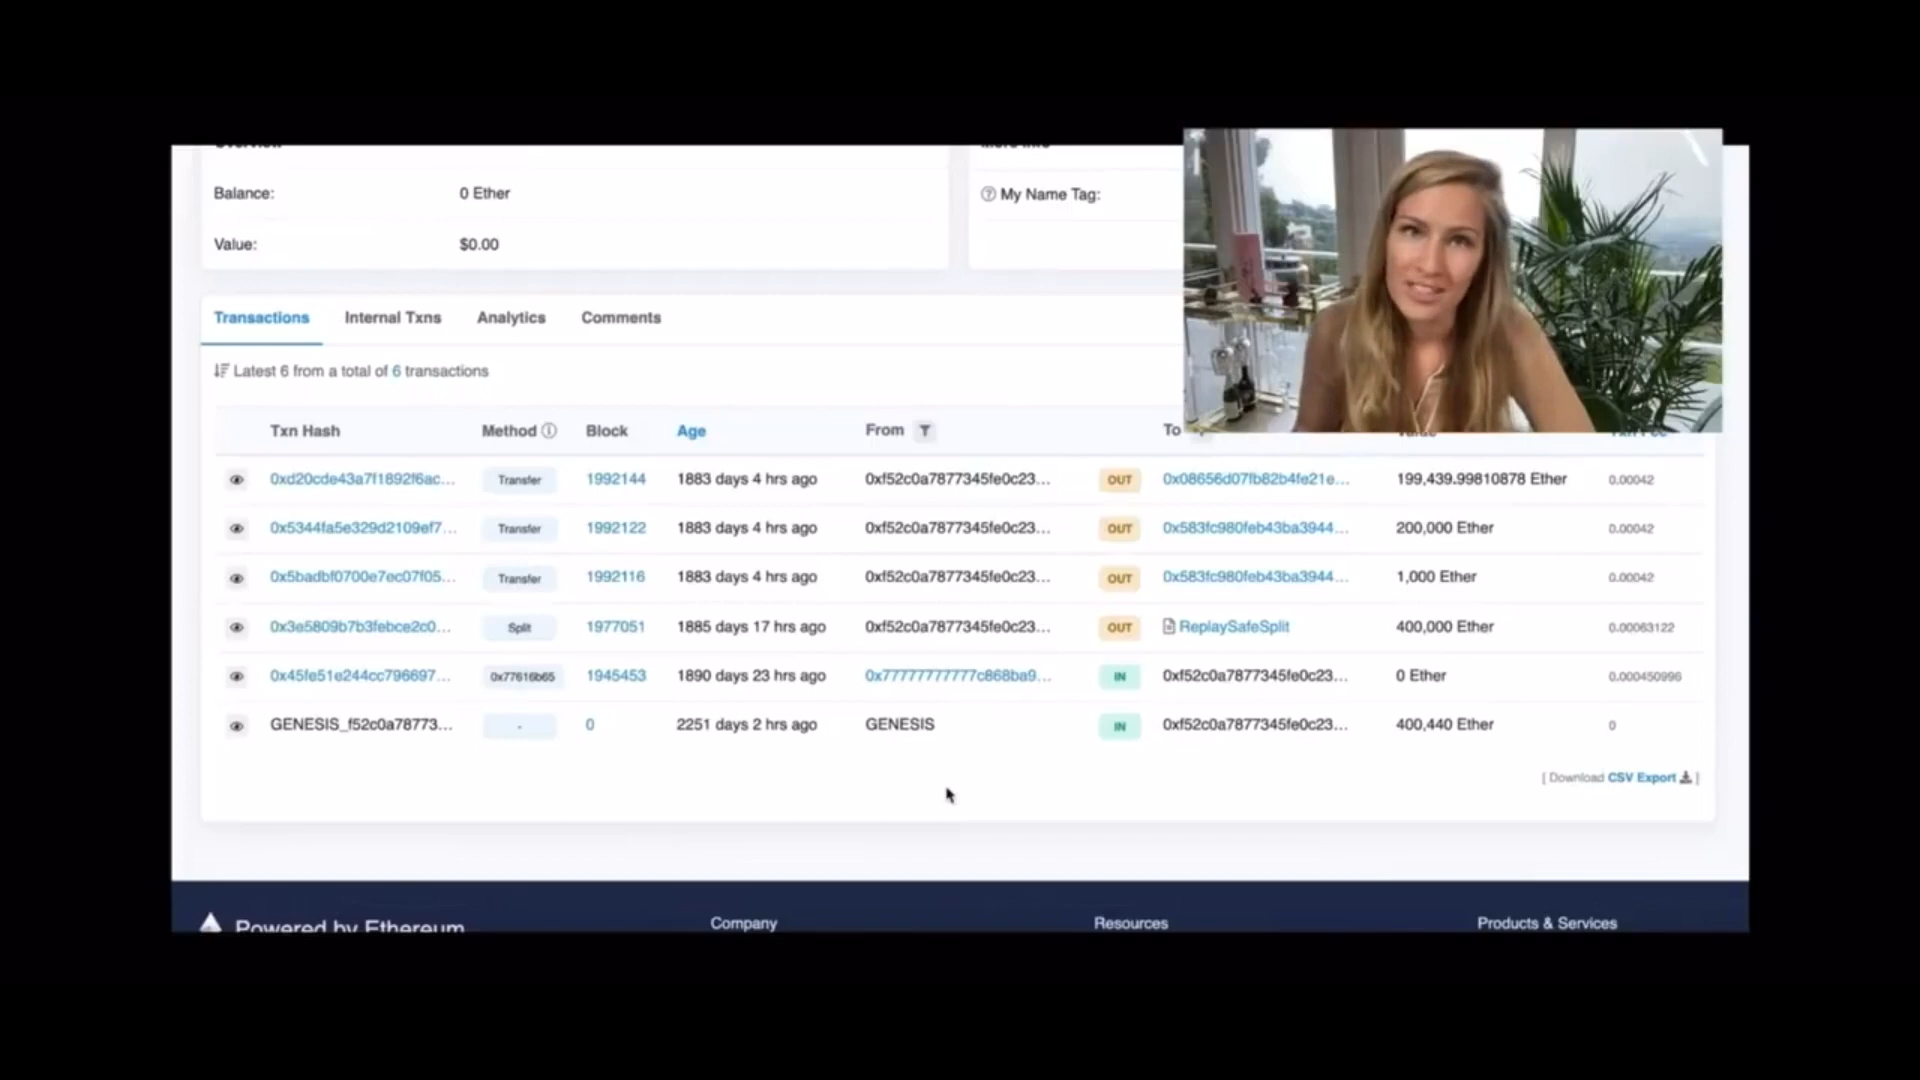 Balance: 0 Ether
My Name Tag:
Value: $0.00
Transactions Internal Txns Analytics Comments
Latest 6 from a total of 6 transactions
Txn Hash Method Block Age From To
0xd20cde43a7f1892f6ac... Transfer 1992144 1883 days 4 hrs ago 0xf52c0a7877345fe0c23... OUT 0x08656d07fb82b4fe21e... 199,439.99810878 Ether 0.00042
0x5344fa5e329d2109ef7... Transfer 1992122 1883 days 4 hrs ago 0xf52c0a7877345fe0c23... OUT 0x583fc980feb43ba3944... 200,000 Ether 0.00042
0x5badbf0700e7ec07f05... Transfer 1992116 1883 days 4 hrs ago 0xf52c0a7877345fe0c23... OUT 0x583fc980feb43ba3944... 1,000 Ether 0.00042
0x3e5809b7b3febce2c0... Split 1977051 1885 days 17 hrs ago 0xf52c0a7877345fe0c23... OUT ReplaySafeSplit 400,000 Ether 0.00063122
0x45fe51e244cc796697... 0x77616b65 1945453 1890 days 23 hrs ago 0x77777777777c868ba9... IN 0xf52c0a7877345fe0c23... 0 Ether 0.000450996
GENESIS_f52c0a78773... - 0 2251 days 2 hrs ago GENESIS IN 0xf52c0a7877345fe0c23... 400,440 Ether 0
[ Download CSV Export ]
Powered by Ethereum Company Resources Products & Services